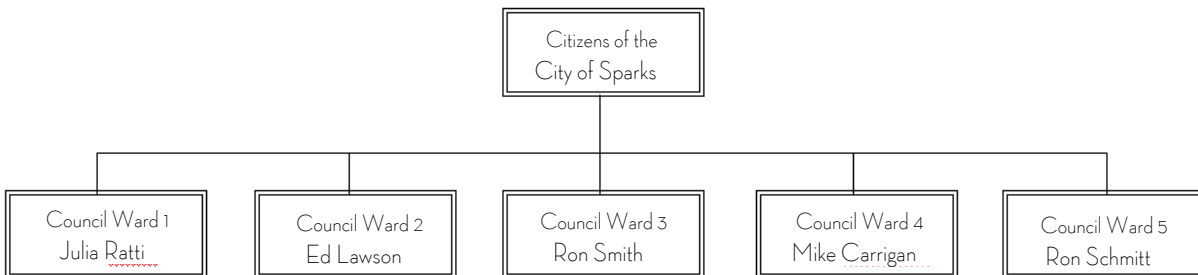 Citizens of the
City of Sparks
Council Ward 1
Julia Ratti
Council Ward 2
Ed Lawson
Council Ward 3
Ron Smith
Council Ward 4
Mike Carrigan
Council Ward 5
Ron Schmitt